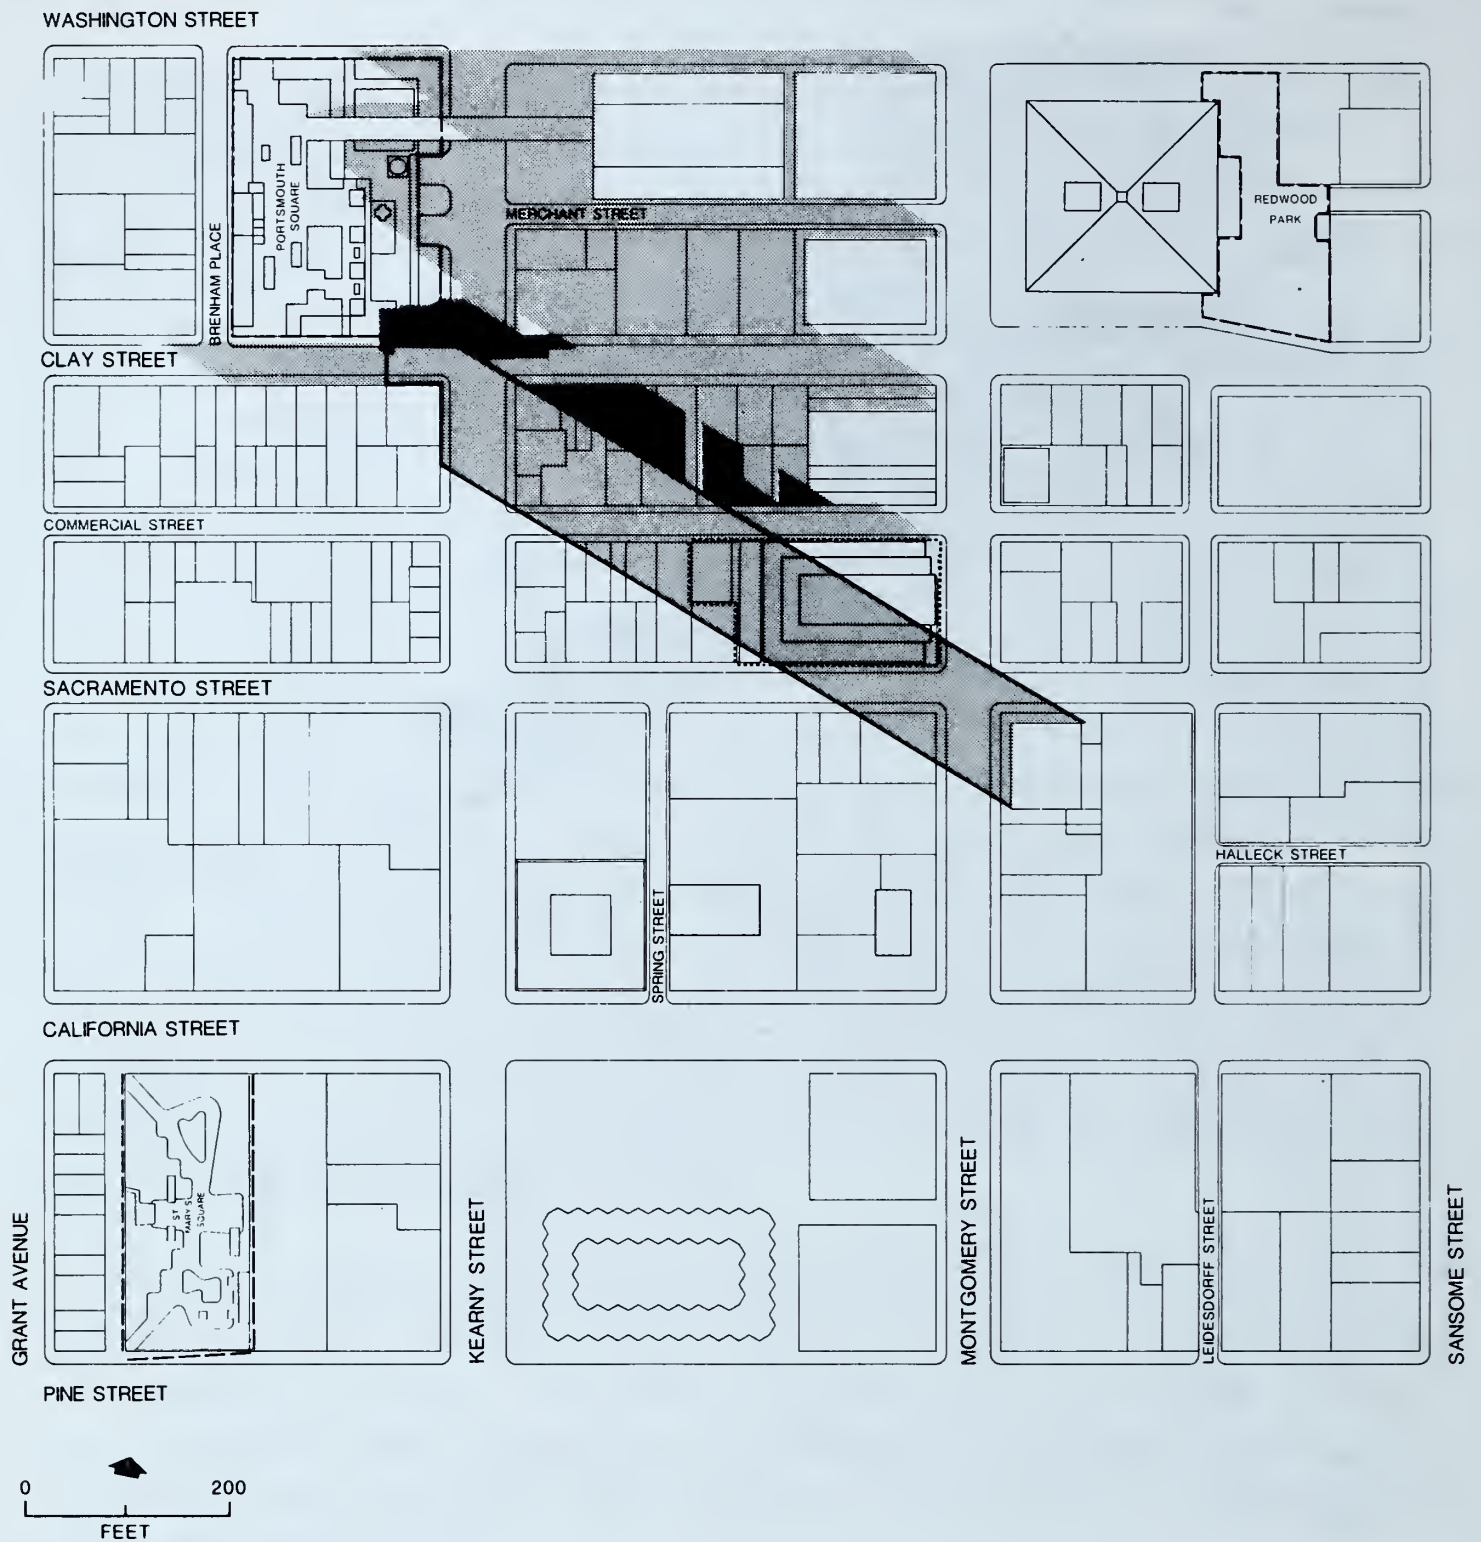 WASHINGTON STREET
PORTSMOUTH
SQUARE
BRENHAM PLACE
MERCHANT STREET
REDWOOD
PARK
CLAY STREET
COMMERCIAL STREET
SACRAMENTO STREET
HALLECK STREET
SPRING STREET
CALIFORNIA STREET
GRANT AVENUE
ST
MARY'S
SQUARE
KEARNY STREET
MONTGOMERY STREET
LEIDESDORFF STREET
SANSOME STREET
PINE STREET
0 200
FEET